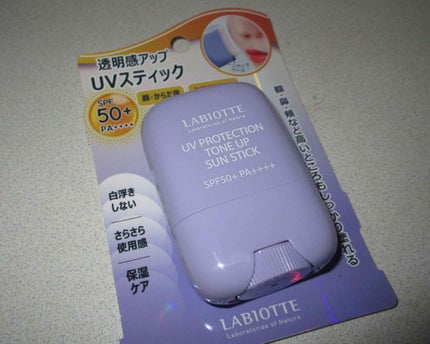 透明感アップ
UVスティック
SPF
50+
PA++++
顔・からだ用
LABIOTTE
Laboratories of Nature
UV PROTECTION
TONE UP
SUN STICK
SPF50+ PA++++
白浮き
しない
さらさら
使用感
保湿
ケア
LABIOTTE
Laboratories of Nature